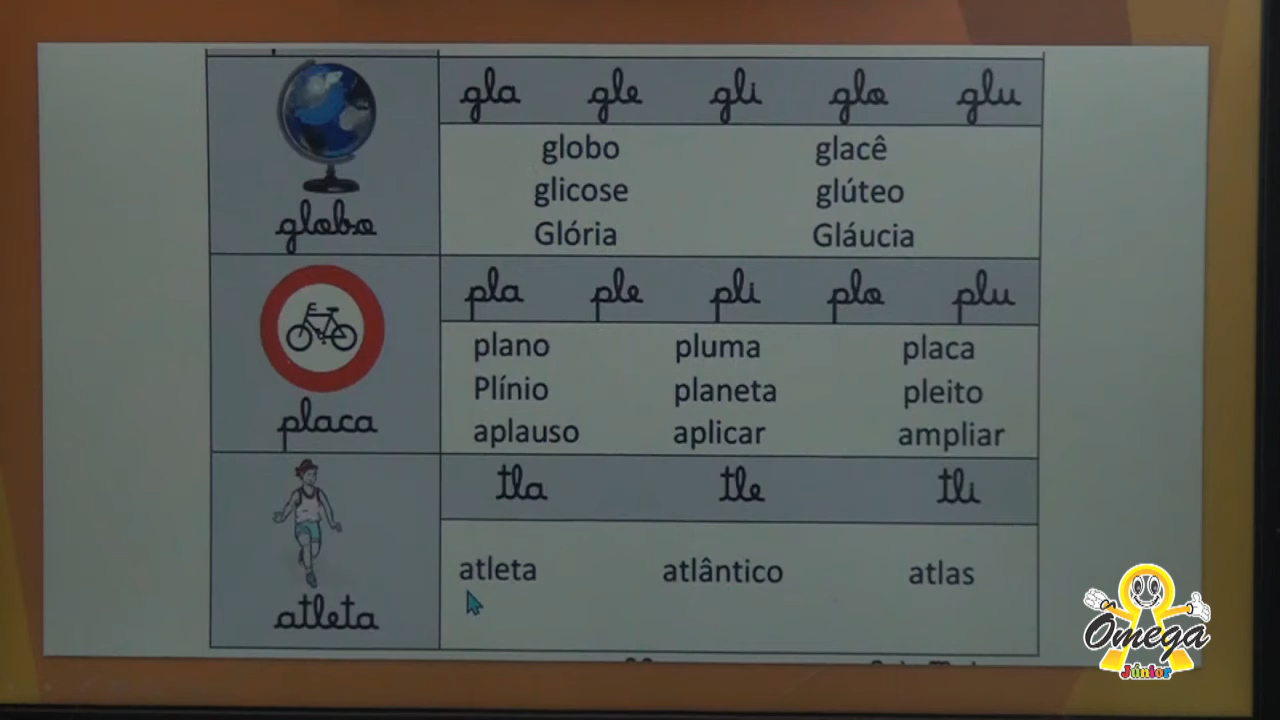 gla gle gli glo glu
globo glacê
glicose glúteo
Glória Gláucia
globo
pla ple pli plo plu
plano pluma placa
Plínio planeta pleito
aplauso aplicar ampliar
placa
tla tle tli
atleta atlântico atlas
atleta
Ômega
Júnior